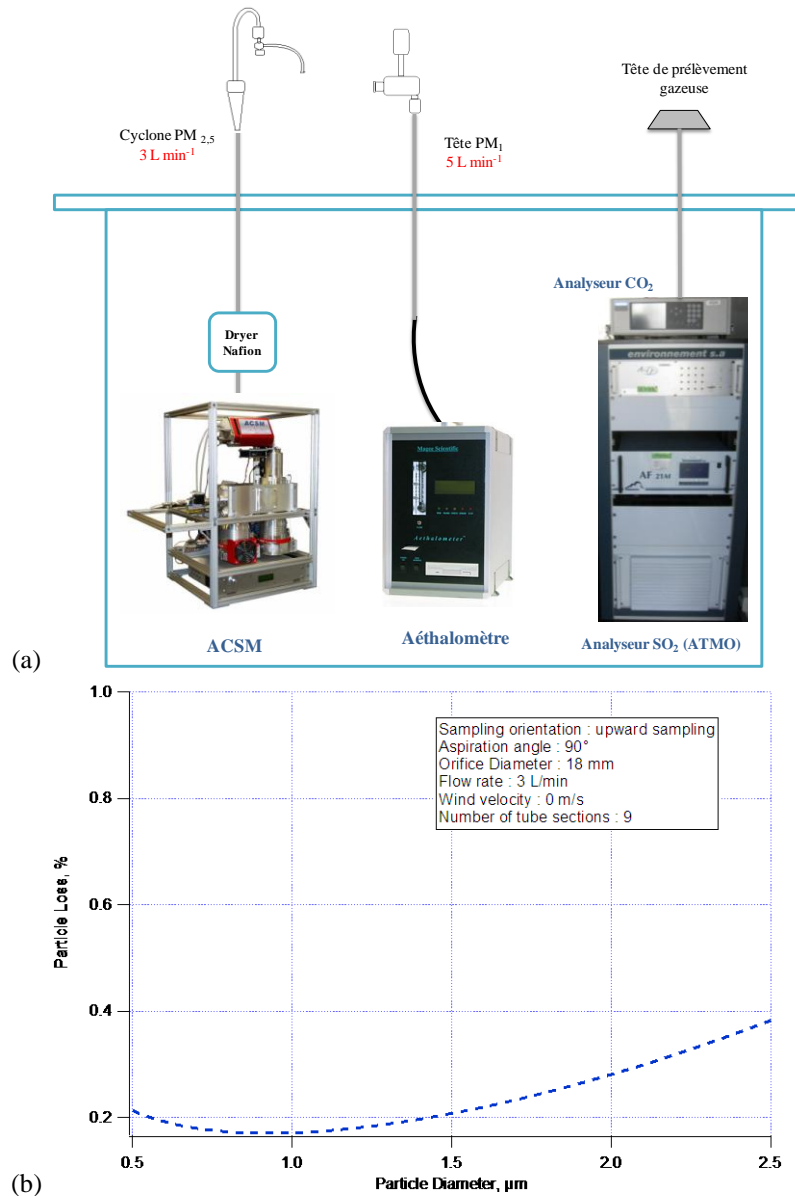 Tête de prélèvement
gazeuse
Cyclone PM 2,5
3 L min-1
Tête PM1
5 L min-1
Analyseur CO2
Dryer
Nafion
environnement s.a
ACSM
Magee Scientific
AF 21M
Aethalometer
ACSM
Aéthalomètre
Analyseur SO2 (ATMO)
(a)
1.0
0.8
0.6
0.4
0.2
Particle Loss, %
Sampling orientation : upward sampling
Aspiration angle : 90°
Orifice Diameter : 18 mm
Flow rate : 3 L/min
Wind velocity : 0 m/s
Number of tube sections : 9
0.5 1.0 1.5 2.0 2.5
Particle Diameter, µm
(b)